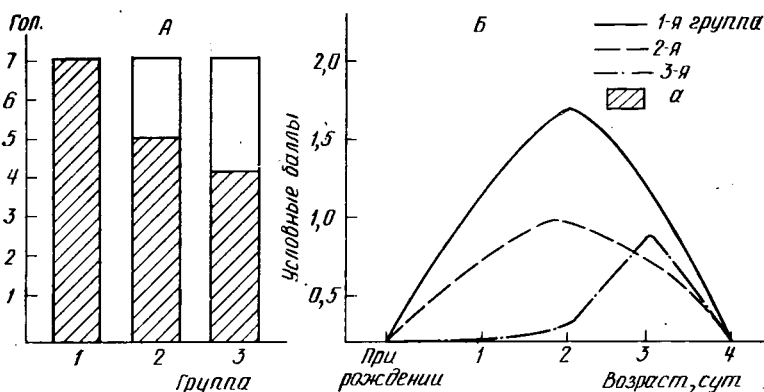 Гол.
А
7
6
5
4
3
2
1
1
2
3
Группа
Б
1-я группа
2-я
3-я
а
Условные баллы
2,0
1,5
1,0
0,5
При рождении
1
2
3
4
Возраст, сут